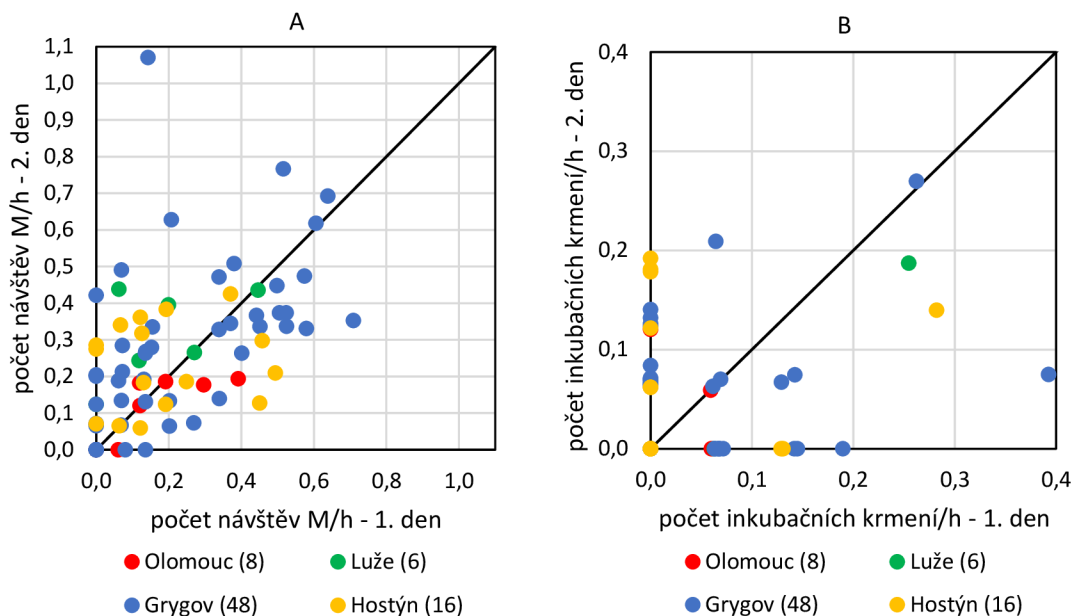 A
počet návštěv M/h - 2. den
1,1
1,0
0,9
0,8
0,7
0,6
0,5
0,4
0,3
0,2
0,1
0,0
0,0 0,2 0,4 0,6 0,8 1,0
počet návštěv M/h - 1. den
Olomouc (8) Luže (6)
Grygov (48) Hostýn (16)
B
počet inkubačních krmení/h - 2. den
0,4
0,3
0,2
0,1
0,0
0,0 0,1 0,2 0,3 0,4
počet inkubačních krmení/h - 1. den
Olomouc (8) Luže (6)
Grygov (48) Hostýn (16)